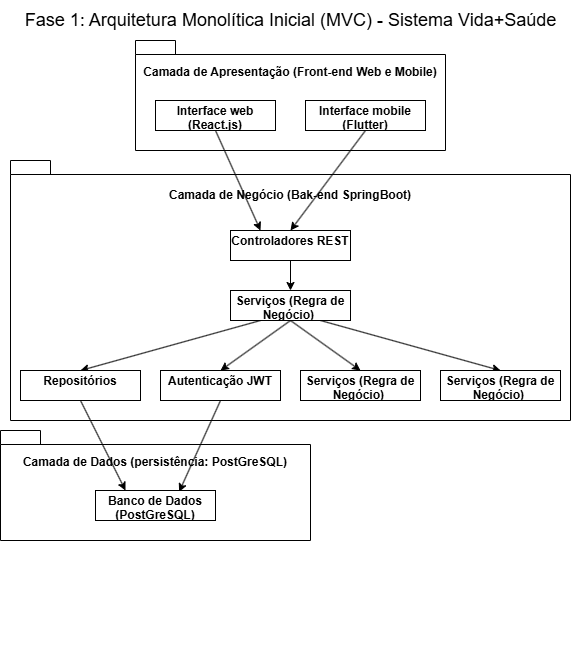 Fase 1: Arquitetura Monolítica Inicial (MVC) - Sistema Vida+Saúde
Camada de Apresentação (Front-end Web e Mobile)
Interface web
(React.js)
Interface mobile
(Flutter)
Camada de Negócio (Bak-end SpringBoot)
Controladores REST
Serviços (Regra de
Negócio)
Repositórios
Autenticação JWT
Serviços (Regra de
Negócio)
Serviços (Regra de
Negócio)
Camada de Dados (persistência: PostGreSQL)
Banco de Dados
(PostGreSQL)